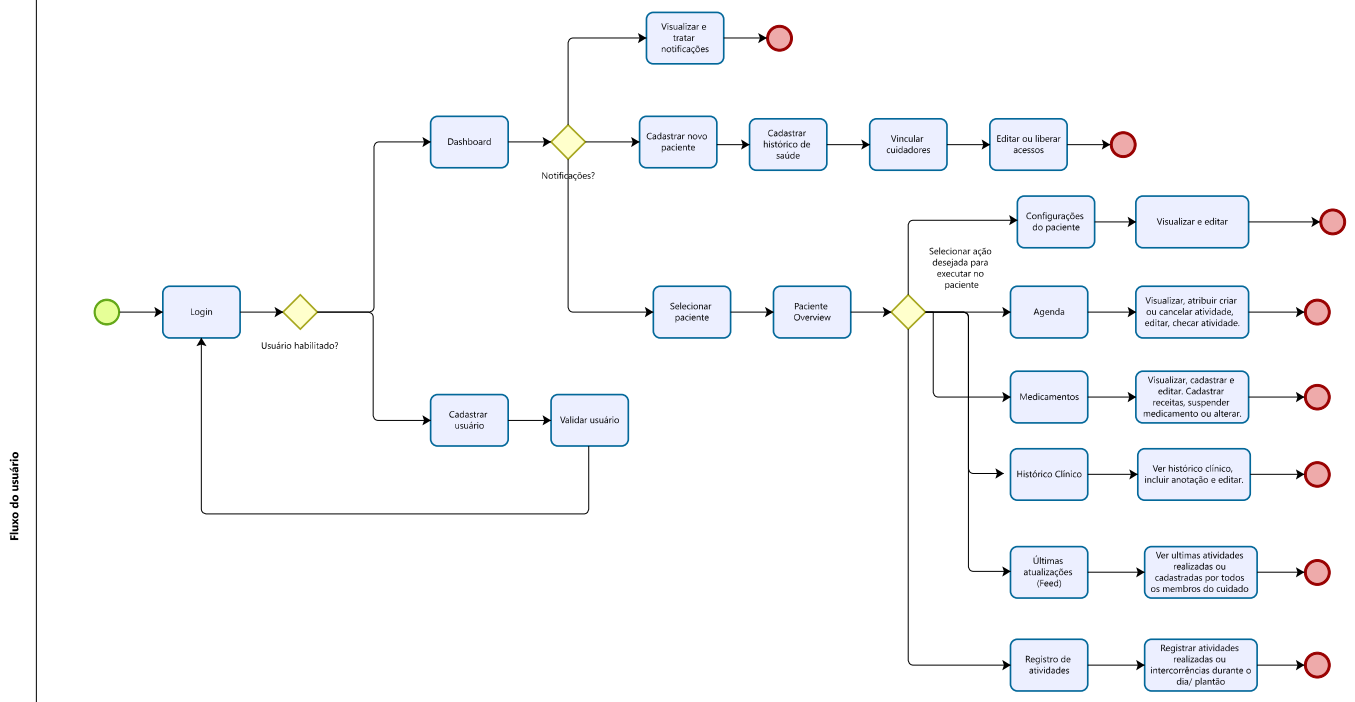 Fluxo do usuário
Visualizar e
tratar
notificações
Dashboard
Notificações?
Cadastrar novo
paciente
Cadastrar
histórico de
saúde
Vincular
cuidadores
Editar ou liberar
acessos
Configurações
do paciente
Visualizar e editar
Selecionar ação
desejada para
executar no
paciente
Login
Usuário habilitado?
Selecionar
paciente
Paciente
Overview
Agenda
Visualizar, atribuir criar
ou cancelar atividade,
editar, checar atividade.
Medicamentos
Visualizar, cadastrar e
editar. Cadastrar
receitas, suspender
medicamento ou alterar.
Cadastrar
usuário
Validar usuário
Histórico Clínico
Ver histórico clínico,
incluir anotação e editar.
Últimas
atualizações
(Feed)
Ver ultimas atividades
realizadas ou
cadastradas por todos
os membros do cuidado
Registro de
atividades
Registrar atividades
realizadas ou
intercorrências durante o
dia/ plantão